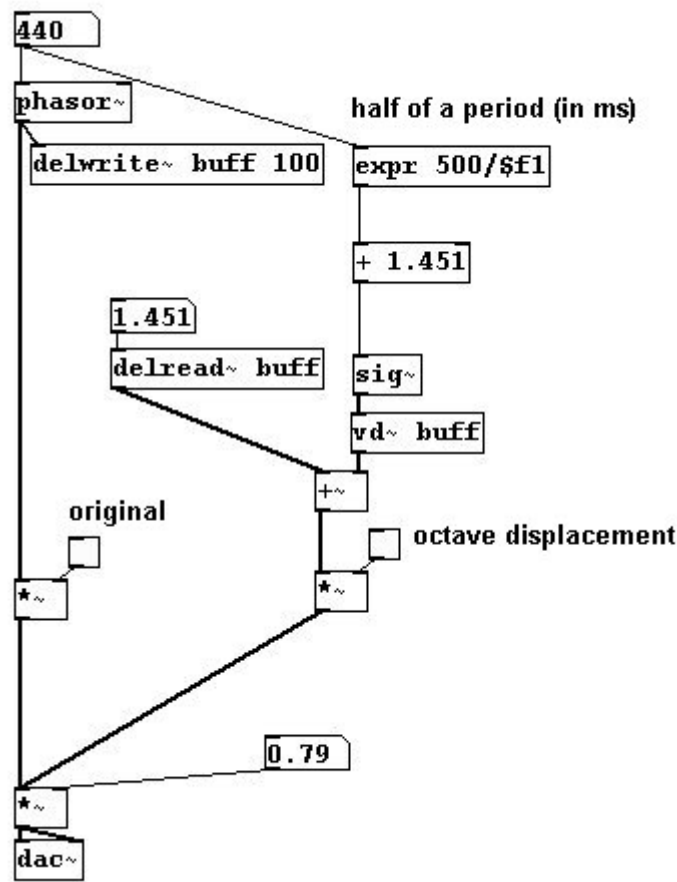 440
phasor~
half of a period (in ms)
delwrite~ buff 100
expr 500/$f1
+ 1.451
1.451
delread~ buff
sig~
vd~ buff
+~
original
octave displacement
*~
*~
0.79
*~
dac~